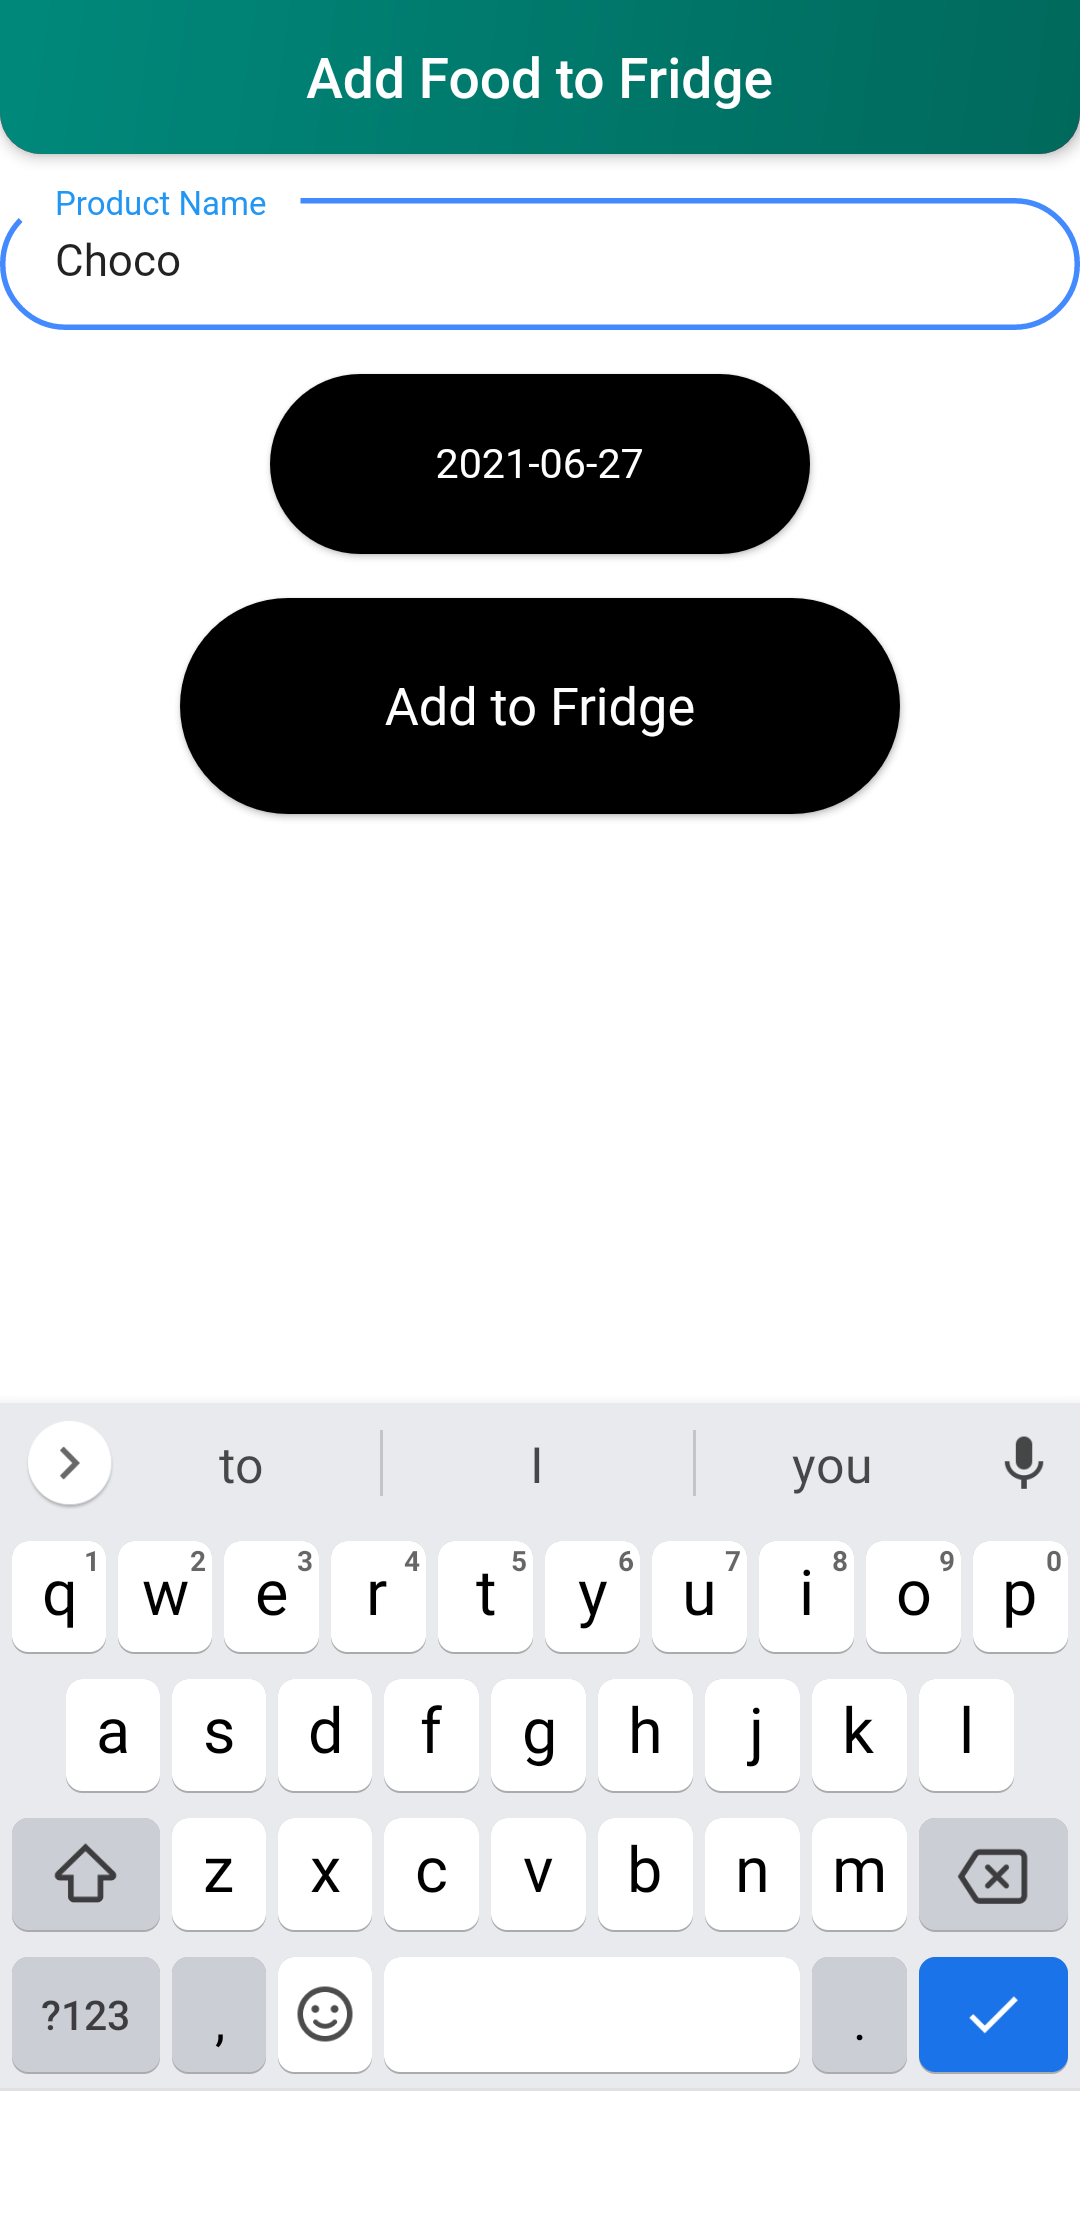 Add Food to Fridge
Product Name
Choco
2021-06-27
Add to Fridge
to I you
q 1 w 2 e 3 r 4 t 5 y 6 u 7 i 8 o 9 p 0
a s d f g h j k l
z x c v b n m
?123 , .